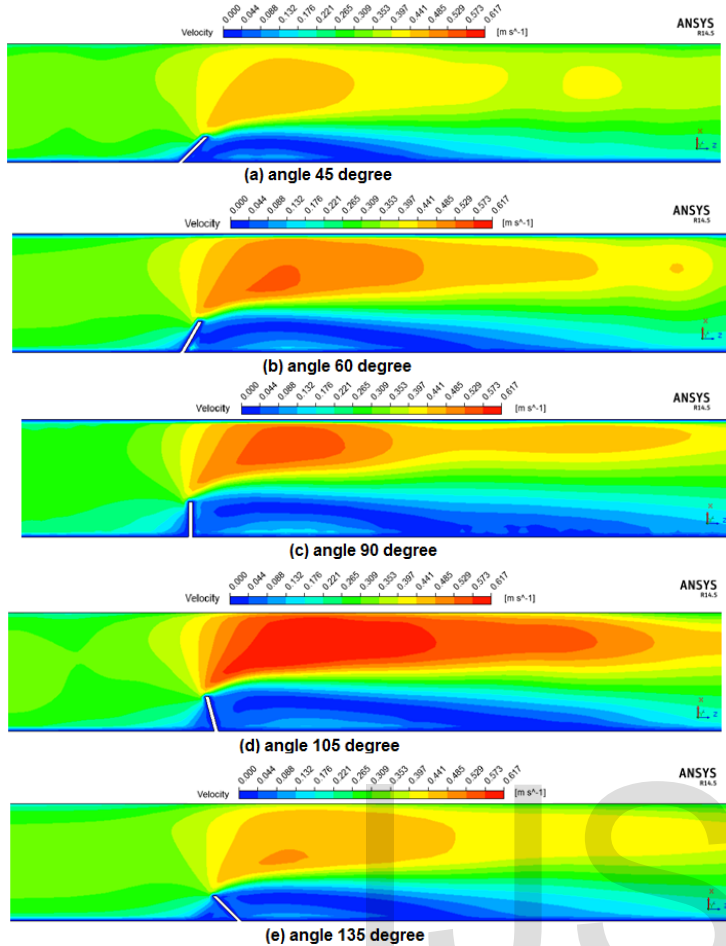 0.000 0.044 0.088 0.132 0.176 0.221 0.265 0.309 0.353 0.397 0.441 0.485 0.529 0.573 0.617
Velocity [m s^-1]
ANSYS
R14.5
X
Z
(a) angle 45 degree
0.000 0.044 0.088 0.132 0.176 0.221 0.265 0.309 0.353 0.397 0.441 0.485 0.529 0.573 0.617
Velocity [m s^-1]
ANSYS
R14.5
X
Z
(b) angle 60 degree
0.000 0.044 0.088 0.132 0.176 0.221 0.265 0.309 0.353 0.397 0.441 0.485 0.529 0.573 0.617
Velocity [m s^-1]
ANSYS
R14.5
X
Z
(c) angle 90 degree
0.000 0.044 0.088 0.132 0.176 0.221 0.265 0.309 0.353 0.397 0.441 0.485 0.529 0.573 0.617
Velocity [m s^-1]
ANSYS
R14.5
X
Z
(d) angle 105 degree
0.000 0.044 0.088 0.132 0.176 0.221 0.265 0.309 0.353 0.397 0.441 0.485 0.529 0.573 0.617
Velocity [m s^-1]
ANSYS
R14.5
X
Z
(e) angle 135 degree